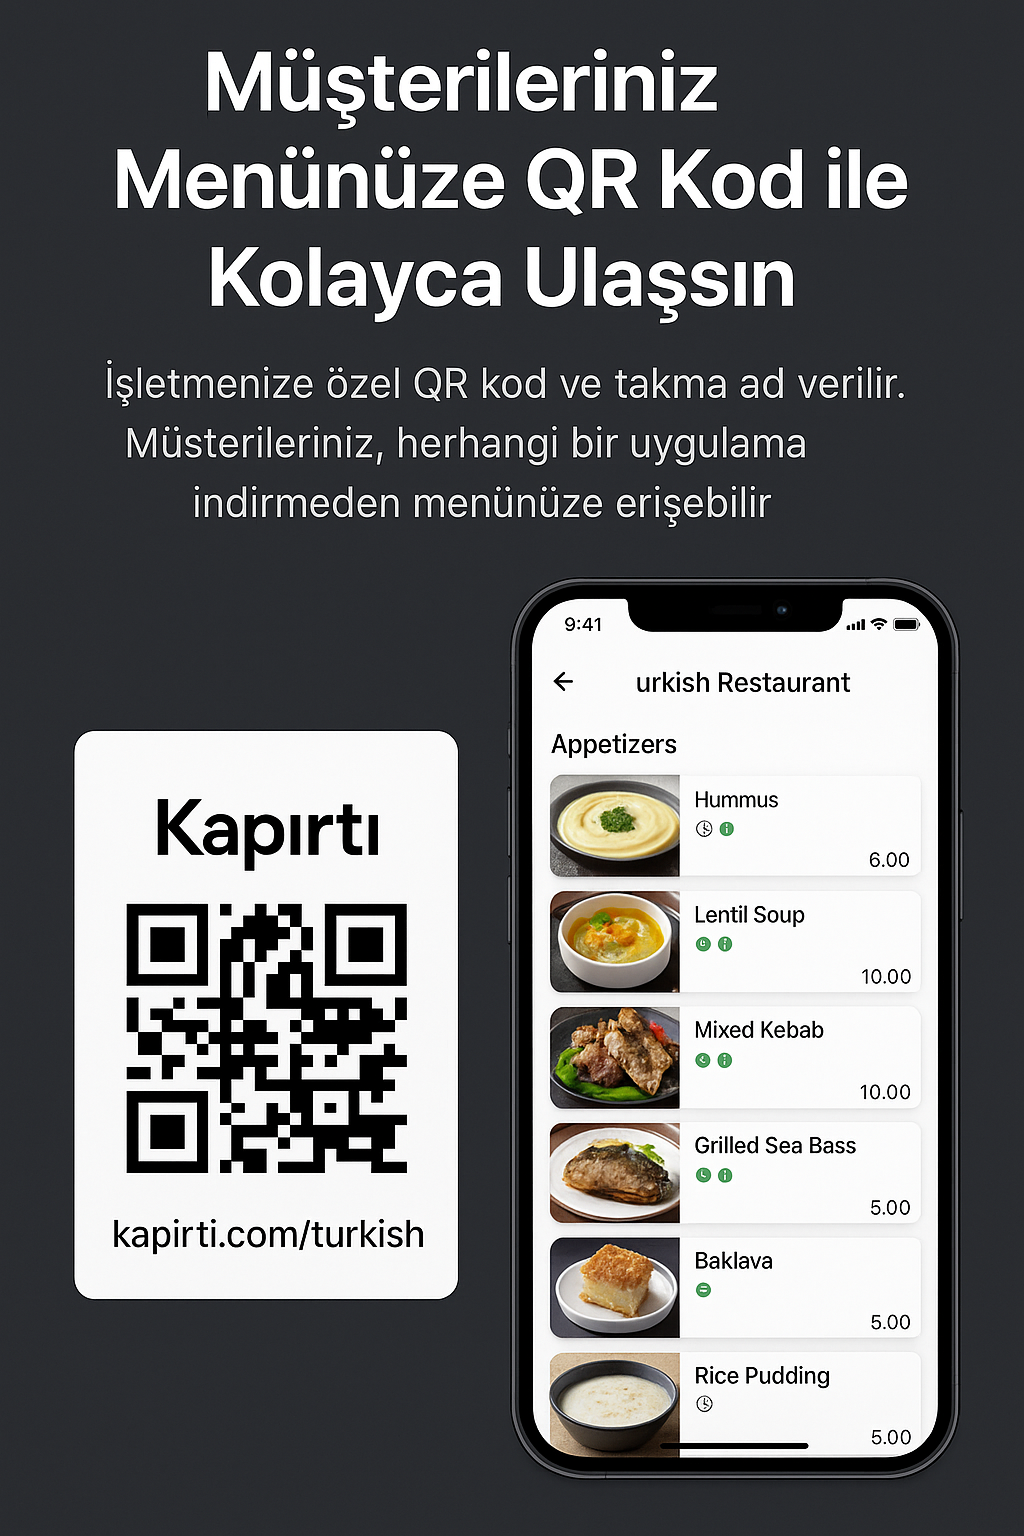 Müşterileriniz
Menünüze QR Kod ile
Kolayca Ulaşsın
İşletmenize özel QR kod ve takma ad verilir.
Müsterileriniz, herhangi bir uygulama
indirmeden menünüze erişebilir
Kapırtı
kapirti.com/turkish
9:41
urkish Restaurant
Appetizers
Hummus
6.00
Lentil Soup
10.00
Mixed Kebab
10.00
Grilled Sea Bass
5.00
Baklava
5.00
Rice Pudding
5.00